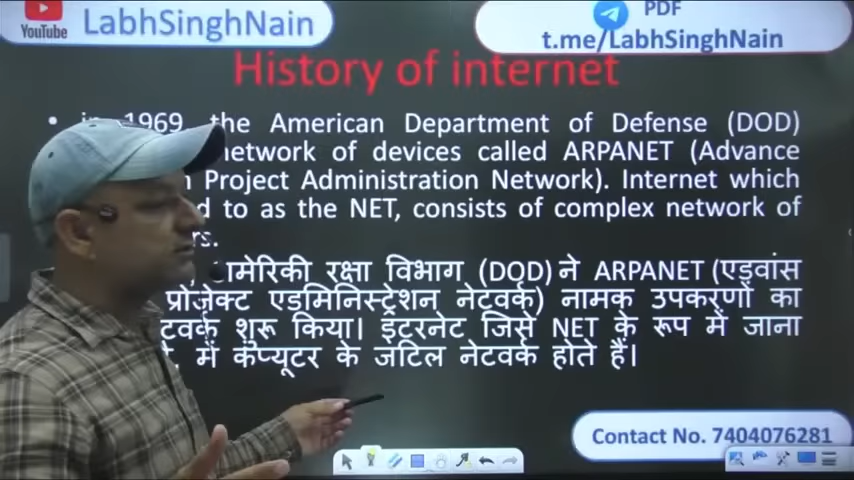 YouTube
LabhSinghNain
PDF
t.me/LabhSinghNain
History of internet
• in 1969, the American Department of Defense (DOD)
network of devices called ARPANET (Advance
Project Administration Network). Internet which
to as the NET, consists of complex network of
अमेरिकी रक्षा विभाग (DOD) ने ARPANET (एडवांस
प्रोजेक्ट एडमिनिस्ट्रेशन नेटवर्क) नामक उपकरणों का
शुरू किया। इंटरनेट जिसे NET के रूप में जाना
में कंप्यूटर के जटिल नेटवर्क होते हैं।
Contact No. 7404076281